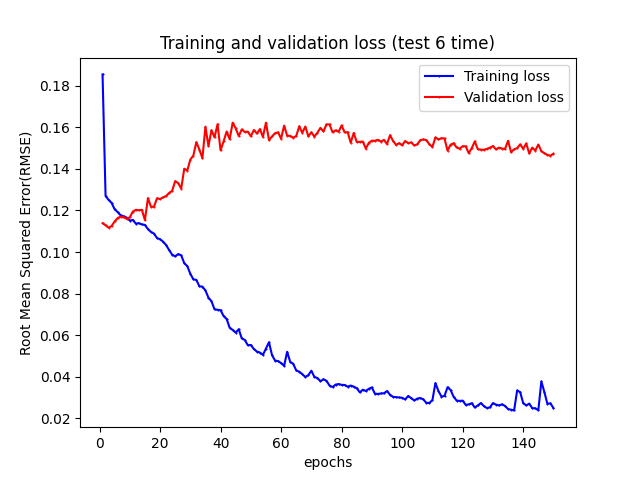 Training and validation loss (test 6 time)
Training loss
Validation loss
Root Mean Squared Error(RMSE)
0.18
0.16
0.14
0.12
0.10
0.08
0.06
0.04
0.02
0 20 40 60 80 100 120 140
epochs